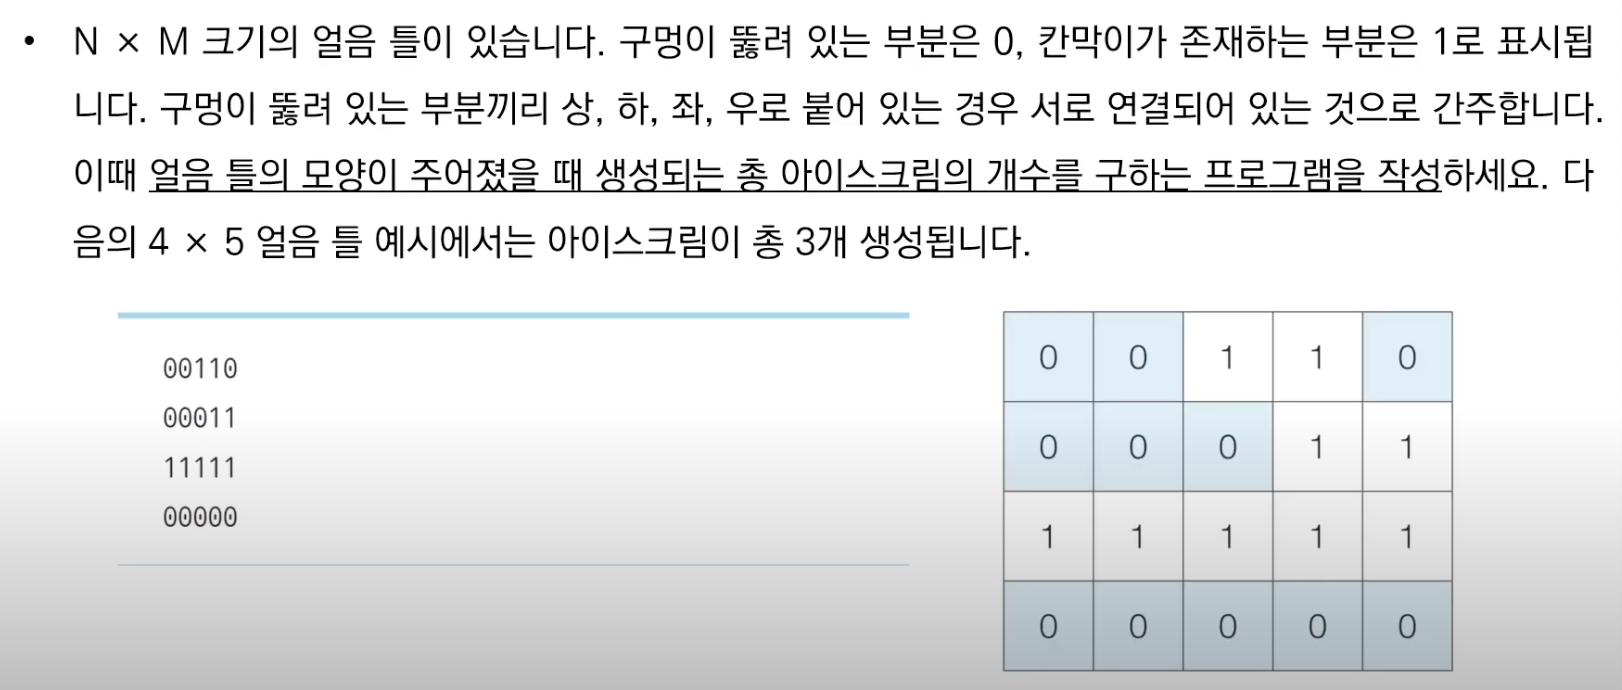 • N × M 크기의 얼음 틀이 있습니다. 구멍이 뚫려 있는 부분은 0, 칸막이가 존재하는 부분은 1로 표시됩
니다. 구멍이 뚫려 있는 부분끼리 상, 하, 좌, 우로 붙어 있는 경우 서로 연결되어 있는 것으로 간주합니다.
이때 얼음 틀의 모양이 주어졌을 때 생성되는 총 아이스크림의 개수를 구하는 프로그램을 작성하세요. 다
음의 4 × 5 얼음 틀 예시에서는 아이스크림이 총 3개 생성됩니다.
00110
00011
11111
00000
0 0 1 1 0
0 0 0 1 1
1 1 1 1 1
0 0 0 0 0